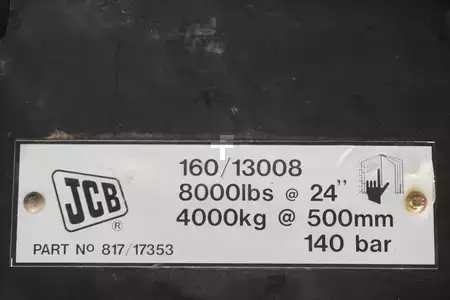 160/13008
JCB ®
8000lbs @ 24"
4000kg @ 500mm
PART No 817/17353
140 bar